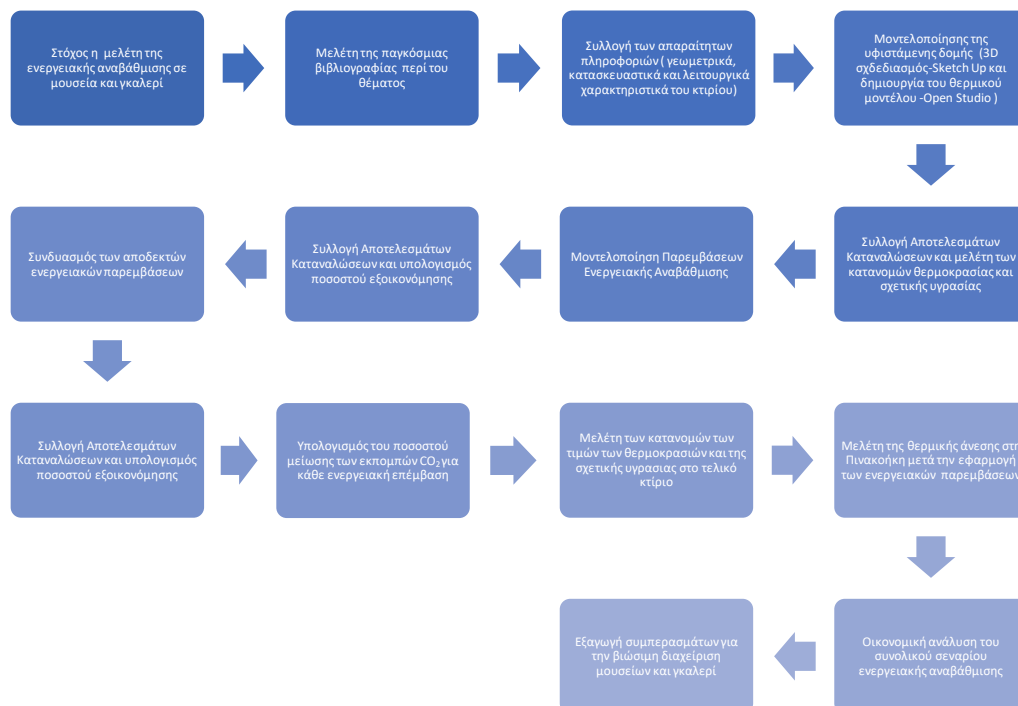 Στόχος η μελέτη της
ενεργειακής αναβάθμισης σε
μουσεία και γκαλερί
Μελέτη της παγκόσμιας
βιβλιογραφίας περί του
θέματος
Συλλογή των απαραίτητων
πληροφοριών ( γεωμετρικά,
κατασκευαστικά και λειτουργικά
χαρακτηριστικά του κτιρίου)
Μοντελοποίησης της
υφιστάμενης δομής (3D
σχδεδιασμός-Sketch Up και
δημιουργία του θερμικού
μοντέλου -Open Studio )
Συλλογή Αποτελεσμάτων
Καταναλώσεων και μελέτη των
κατανομών θερμοκρασίας και
σχετικής υγρασίας
Μοντελοποίηση Παρεμβάσεων
Ενεργειακής Αναβάθμισης
Συλλογή Αποτελεσμάτων
Καταναλώσεων και υπολογισμός
ποσοστού εξοικονόμησης
Συνδυασμός των αποδεκτών
ενεργειακών παρεμβάσεων
Συλλογή Αποτελεσμάτων
Καταναλώσεων και υπολογισμός
ποσοστού εξοικονόμησης
Υπολογισμός του ποσοστού
μείωσης των εκπομπών CO₂ για
κάθε ενεργειακή επέμβαση
Μελέτη των κατανομών των
τιμών των θερμοκρασιών και της
σχετικής υγρασιας στο τελικό
κτίριο
Μελέτη της θερμικής άνεσης στη
Πινακοήκη μετά την εφαρμογή
των ενεργειακών παρεμβάσεων
Οικονομική ανάλυση του
συνολικού σεναρίου
ενεργειακής αναβάθμισης
Εξαγωγή συμπερασμάτων για
την βιώσιμη διαχείριση
μουσείων και γκαλερί